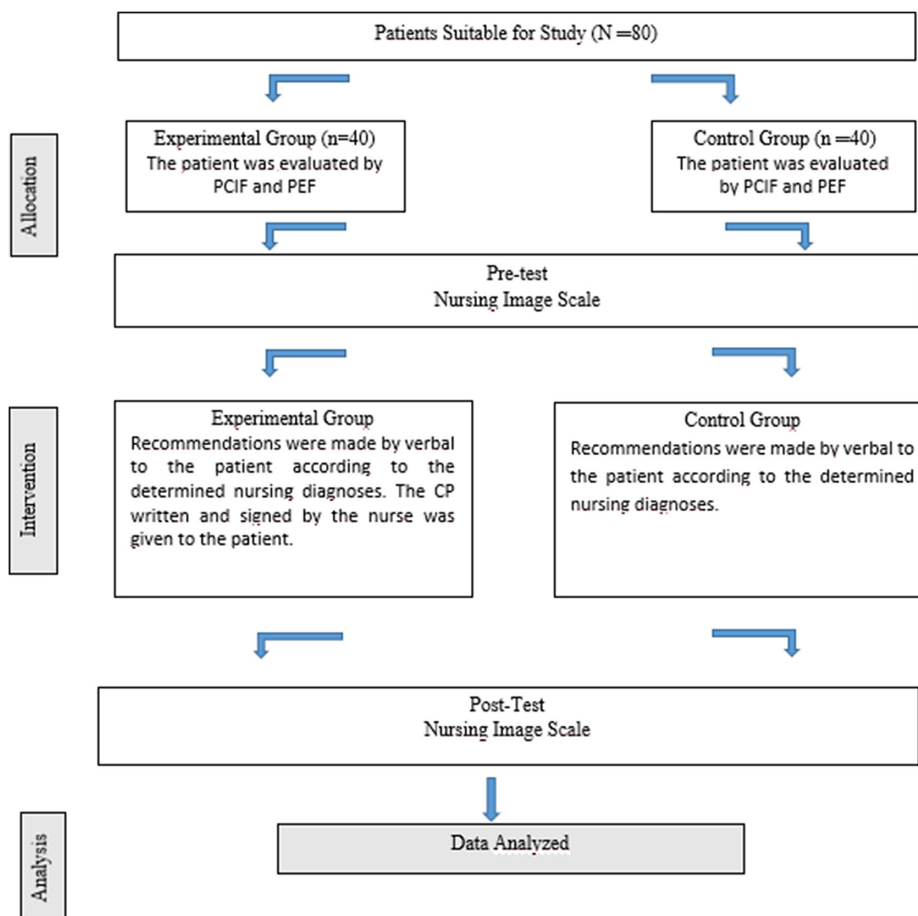 Patients Suitable for Study (N =80)
Allocation
Experimental Group (n=40)
The patient was evaluated by
PCIF and PEF
Control Group (n =40)
The patient was evaluated
by PCIF and PEF
Pre-test
Nursing Image Scale
Intervention
Experimental Group
Recommendations were made by verbal
to the patient according to the
determined nursing diagnoses. The CP
written and signed by the nurse was
given to the patient.
Control Group
Recommendations were made by verbal to
the patient according to the determined
nursing diagnoses.
Post-Test
Nursing Image Scale
Analysis
Data Analyzed